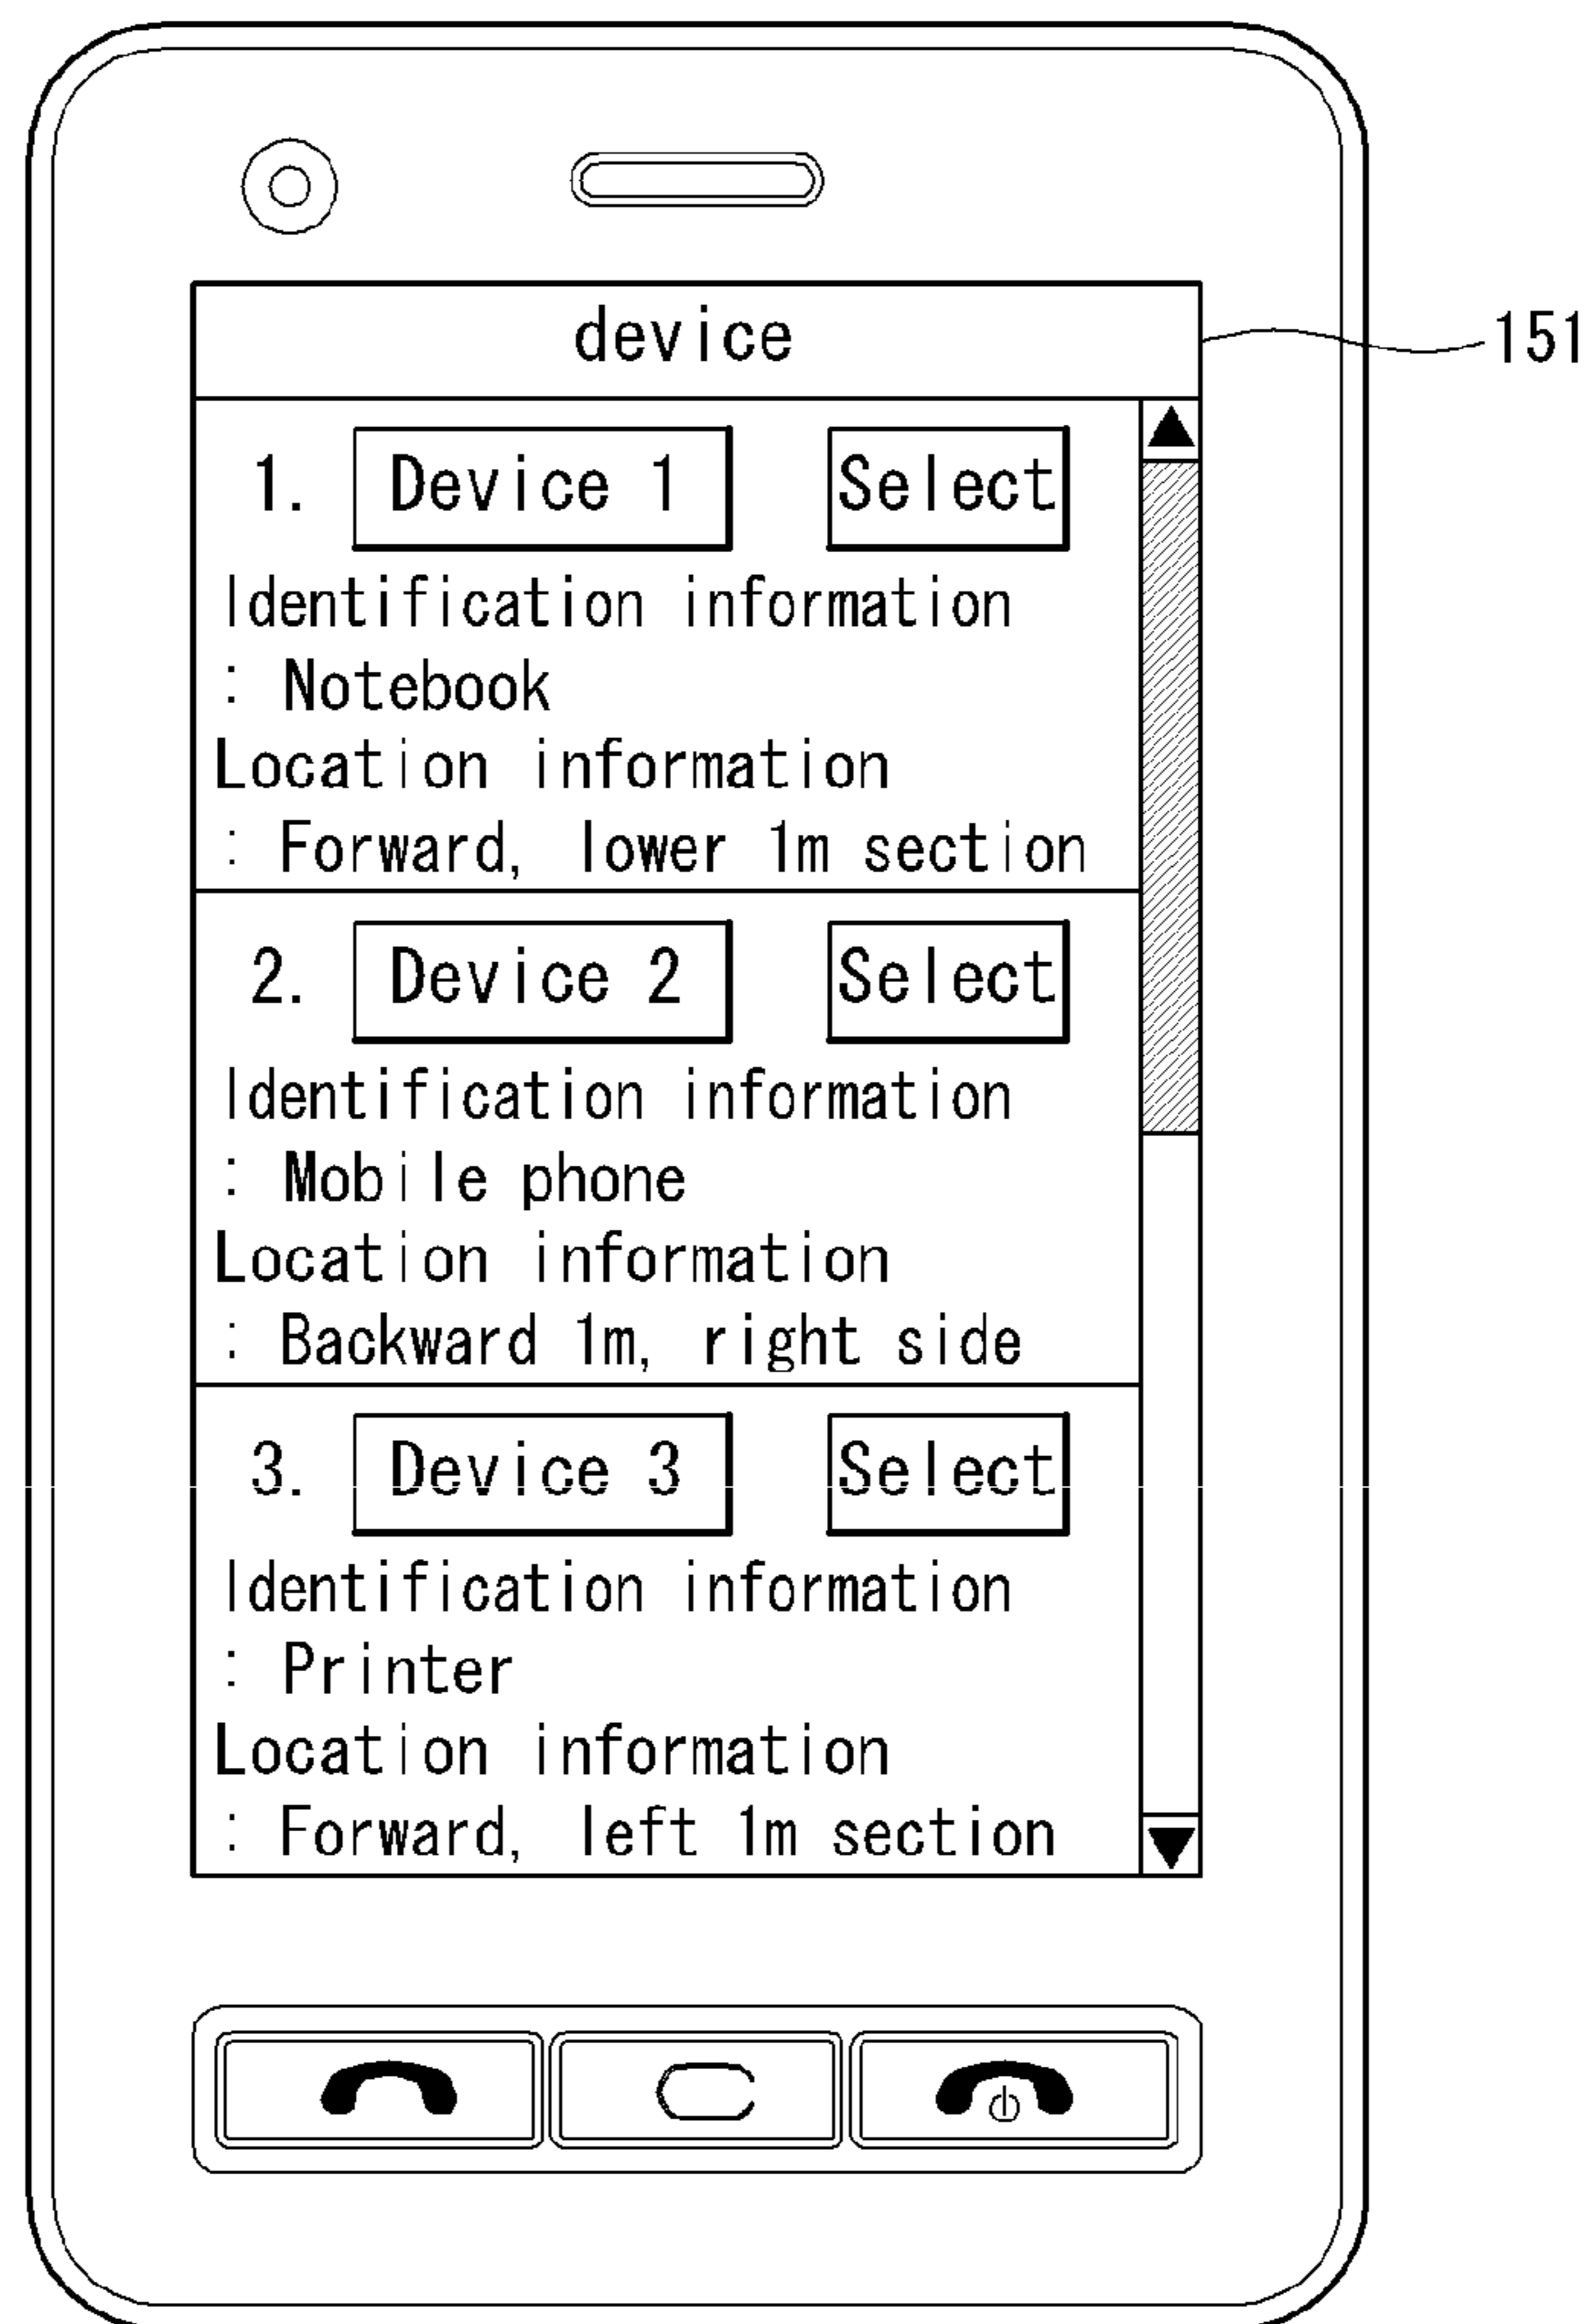 device
151
1. Device 1 Select
Identification information
: Notebook
Location information
: Forward, lower 1m section
2. Device 2 Select
Identification information
: Mobile phone
Location information
: Backward 1m, right side
3. Device 3 Select
Identification information
: Printer
Location information
: Forward, left 1m section